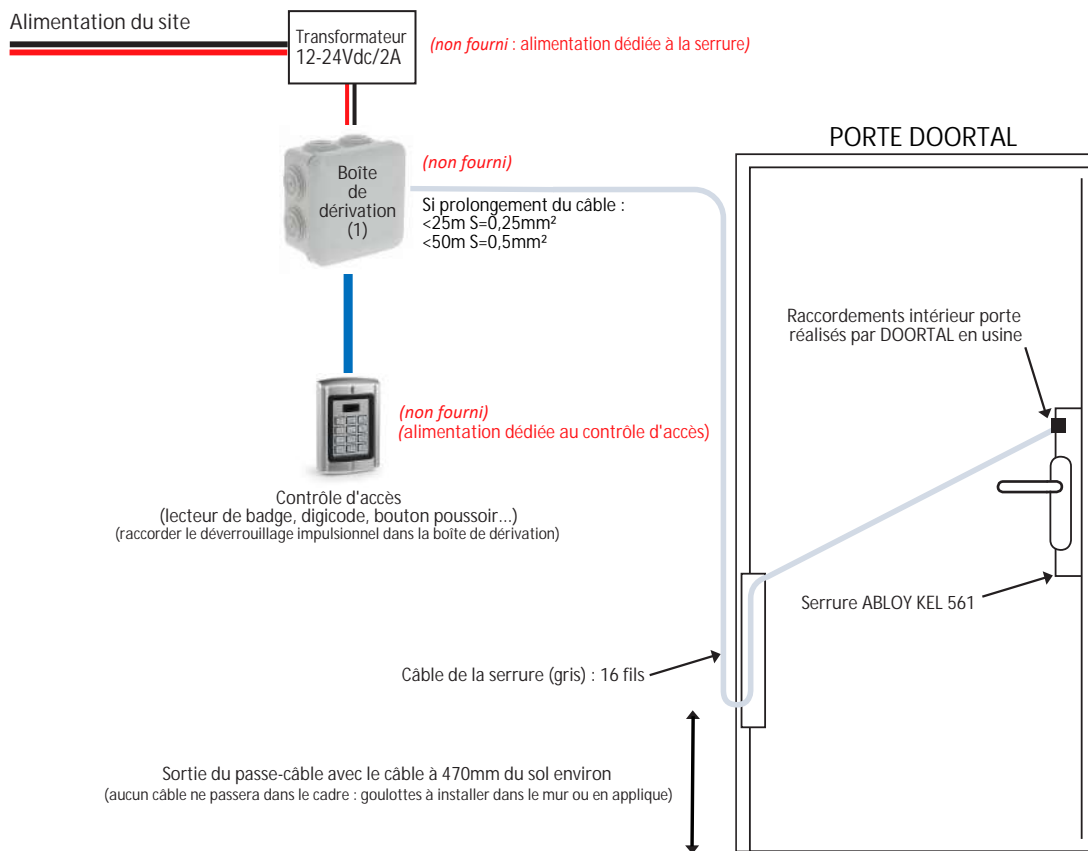 Alimentation du site
Transformateur
12-24Vdc/2A
(non fourni : alimentation dédiée à la serrure)
PORTE DOORTAL
Boîte
de
dérivation
(1)
(non fourni)
Si prolongement du câble :
<25m S=0,25mm²
<50m S=0,5mm²
Raccordements intérieur porte
réalisés par DOORTAL en usine
(non fourni)
(alimentation dédiée au contrôle d'accès)
Contrôle d'accès
(lecteur de badge, digicode, bouton poussoir...)
(raccorder le déverrouillage impulsionnel dans la boîte de dérivation)
Serrure ABLOY KEL 561
Câble de la serrure (gris) : 16 fils
Sortie du passe-câble avec le câble à 470mm du sol environ
(aucun câble ne passera dans le cadre : goulottes à installer dans le mur ou en applique)